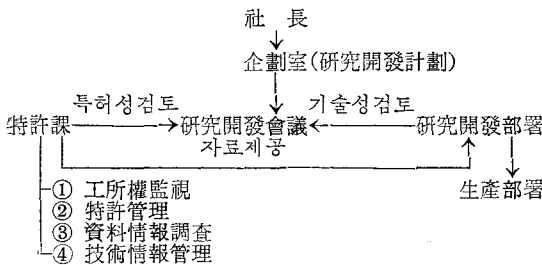 社長
企劃室(研究開發計劃)
특허성검토 기술성검토
特許課 研究開發會議 研究開發部署
자료제공
① 工所權監視 生産部署
② 特許管理
③ 資料情報調査
④ 技術情報管理